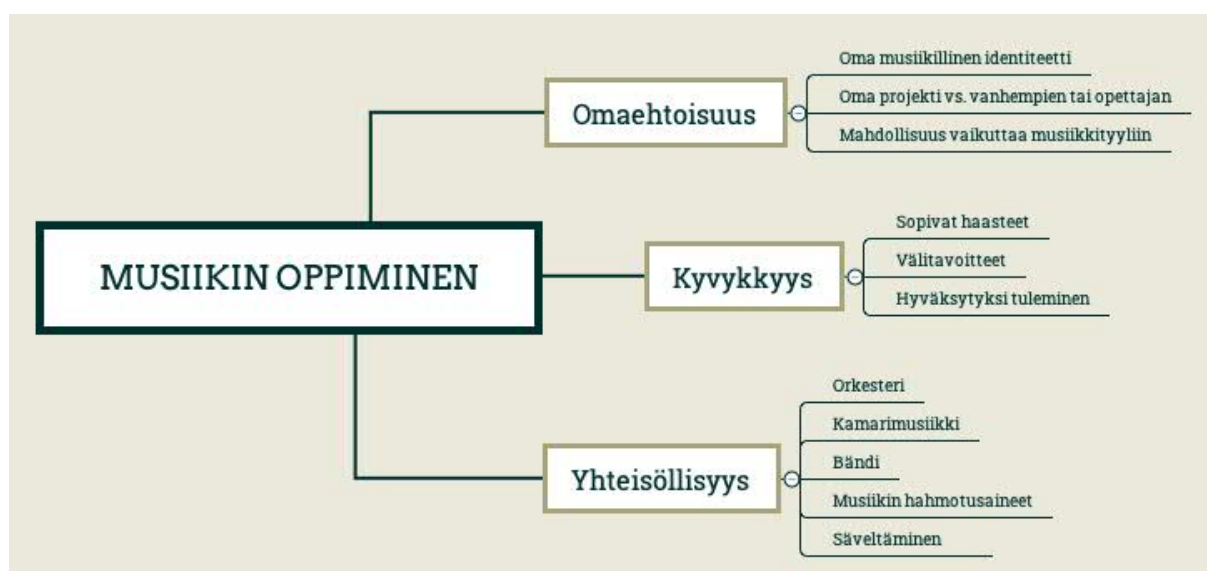 Oma musiikillinen identiteetti
Omaehtoisuus
Oma projekti vs. vanhempien tai opettajan
Mahdollisuus vaikuttaa musiikkityyliin
MUSIIKIN OPPIMINEN
Sopivat haasteet
Kyvykkyys
Välitavoitteet
Hyväksytyksi tuleminen
Orkesteri
Kamarimusiikki
Yhteisöllisyys
Bändi
Musiikin hahmotusaineet
Säveltäminen